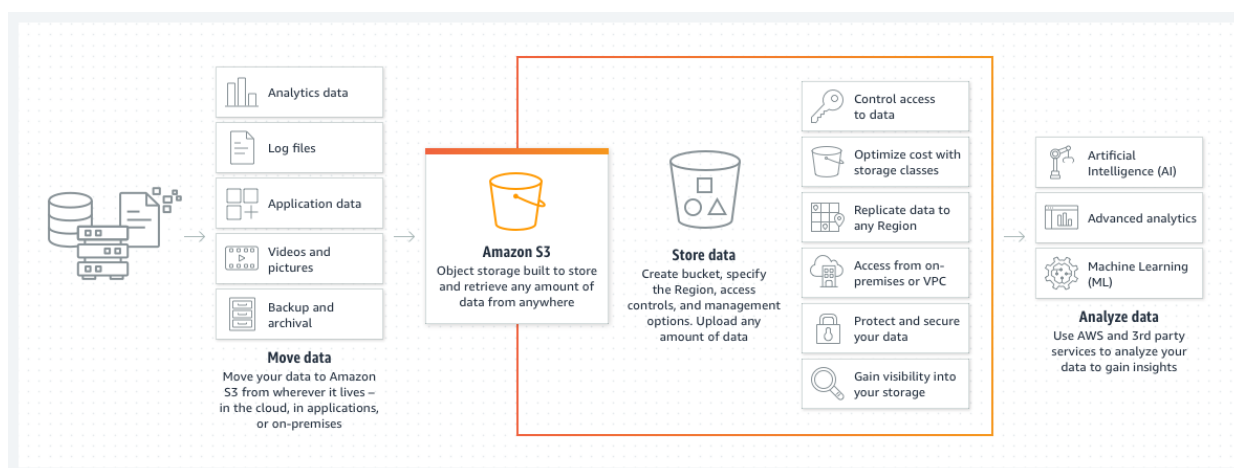 Analytics data
Log files
Application data
Videos and
pictures
Backup and
archival
Move data
Move your data to Amazon
S3 from wherever it lives –
in the cloud, in applications,
or on-premises
Amazon S3
Object storage built to store
and retrieve any amount of
data from anywhere
Store data
Create bucket, specify
the Region, access
controls, and management
options. Upload any
amount of data
Control access
to data
Optimize cost with
storage classes
Replicate data to
any Region
Access from on-
premises or VPC
Protect and secure
your data
Gain visibility into
your storage
Artificial
Intelligence (AI)
Advanced analytics
Machine Learning
(ML)
Analyze data
Use AWS and 3rd party
services to analyze your
data to gain insights